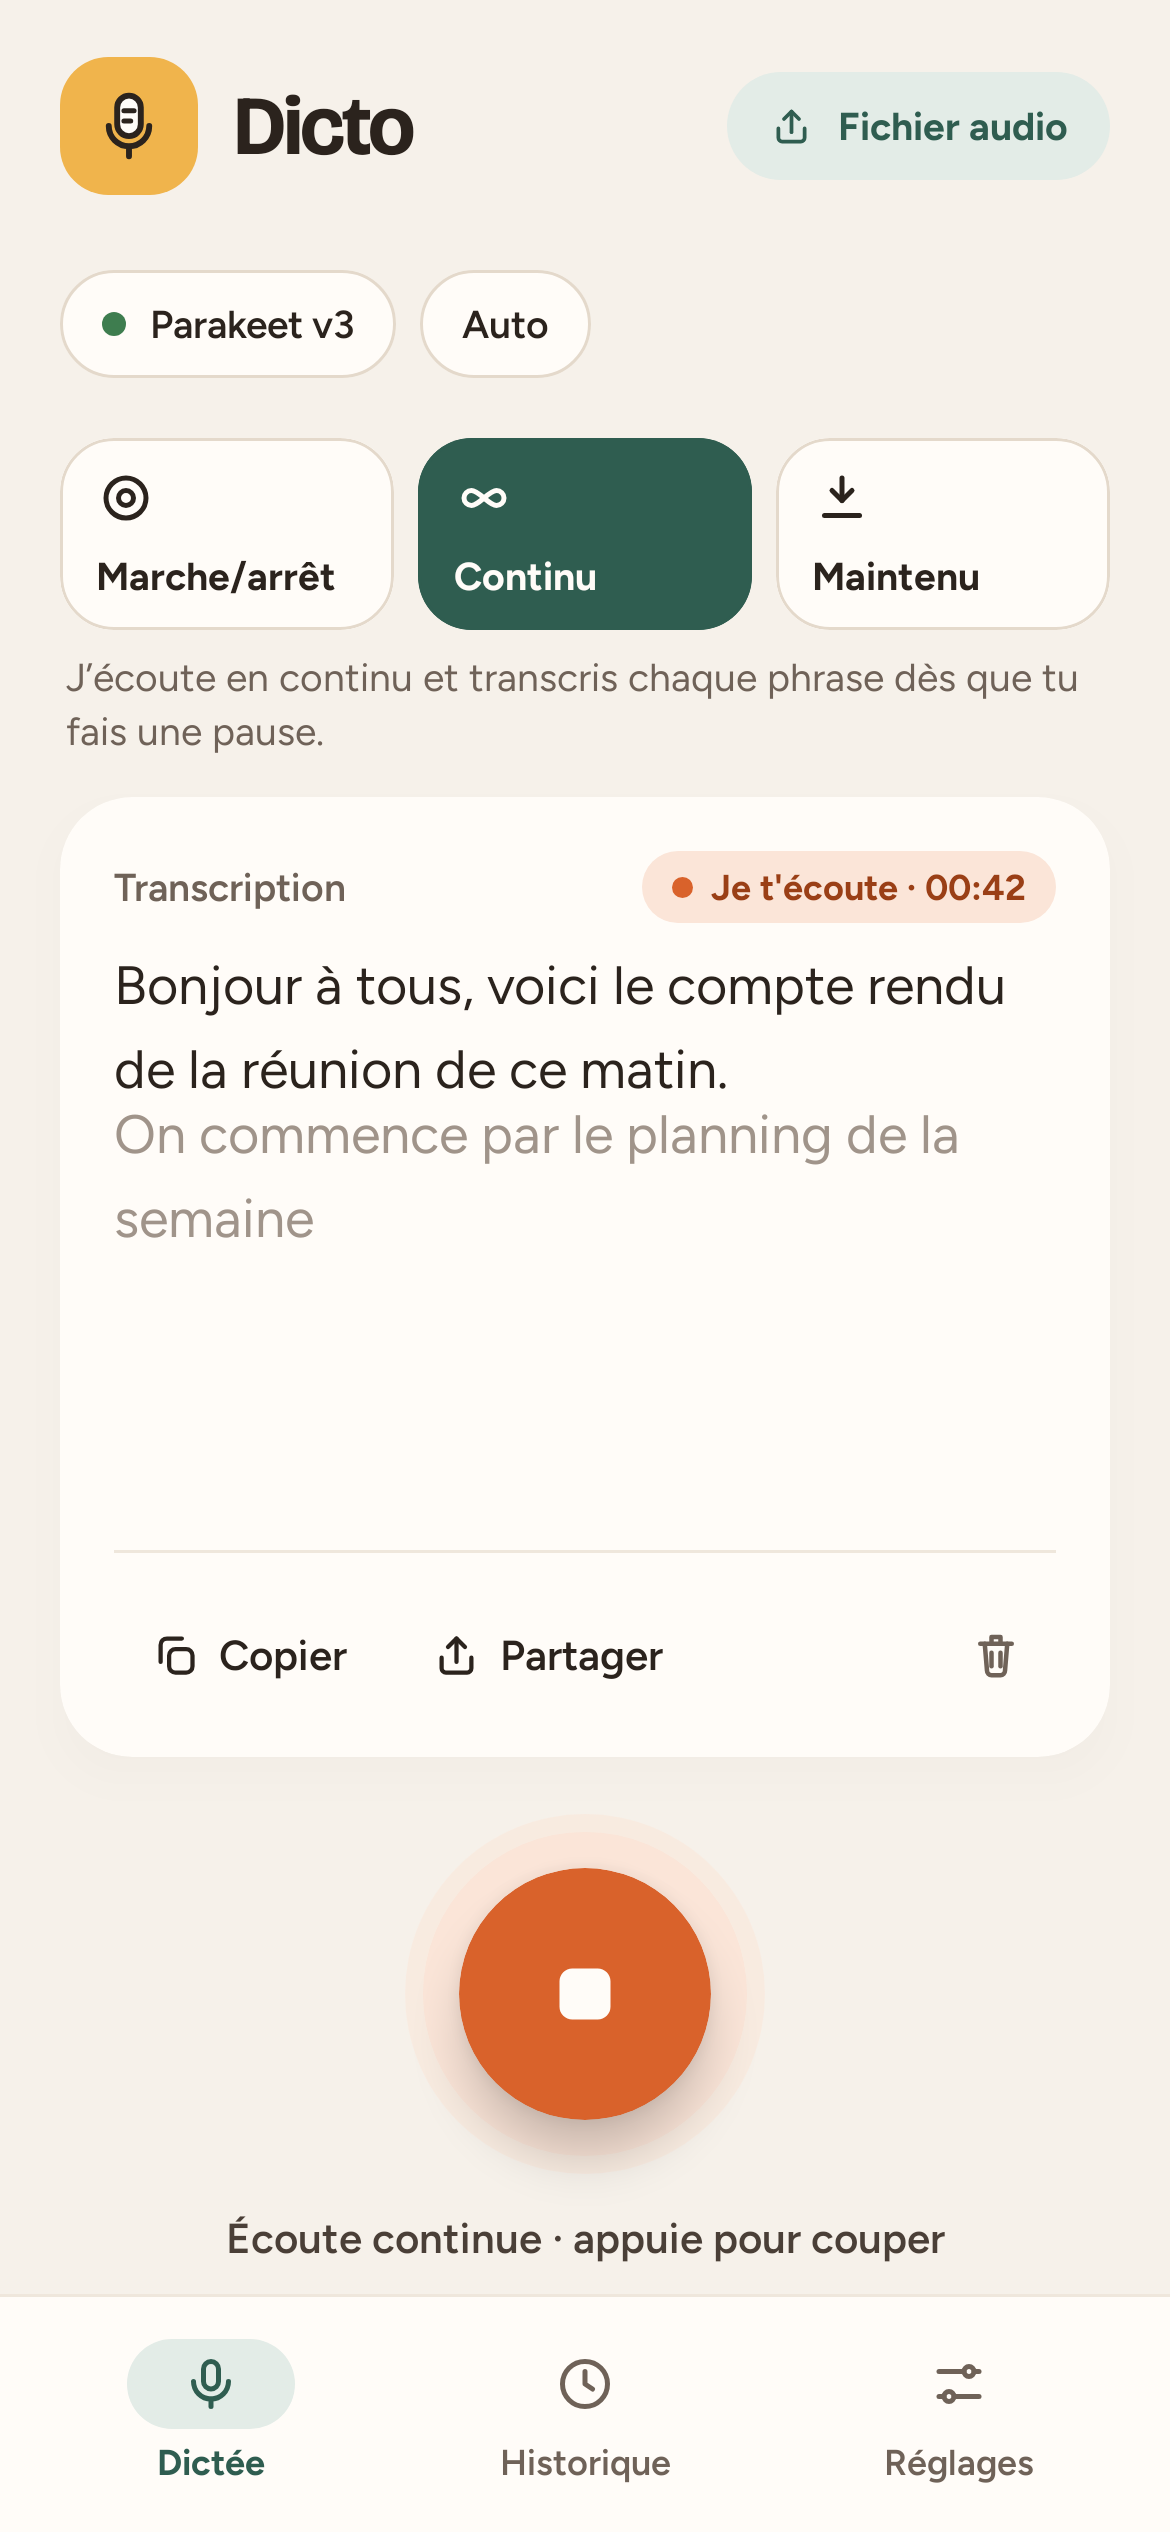 Dicto
Fichier audio
Parakeet v3
Auto
Marche/arrêt
Continu
Maintenu
J’écoute en continu et transcris chaque phrase dès que tu
fais une pause.
Transcription
Je t'écoute · 00:42
Bonjour à tous, voici le compte rendu
de la réunion de ce matin.
On commence par le planning de la
semaine
Copier
Partager
Écoute continue · appuie pour couper
Dictée
Historique
Réglages